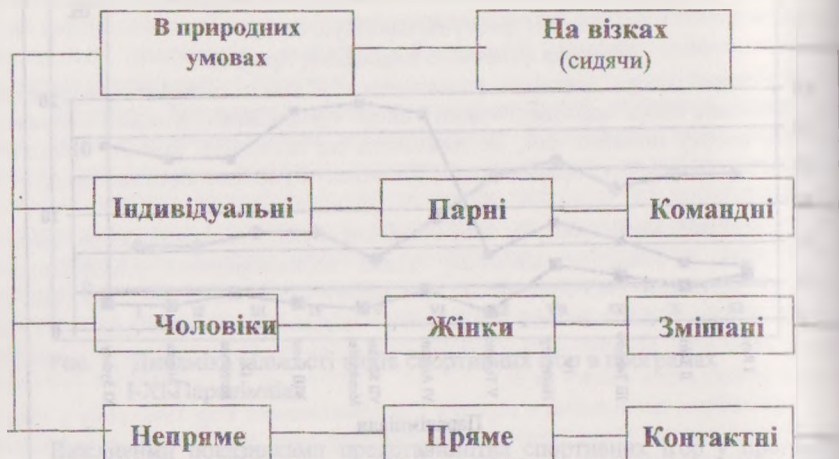 В природних
умовах
На візках
(сидячи)
Індивідуальні
Парні
Командні
Чоловіки
Жінки
Змішані
Непряме
Пряме
Контактні